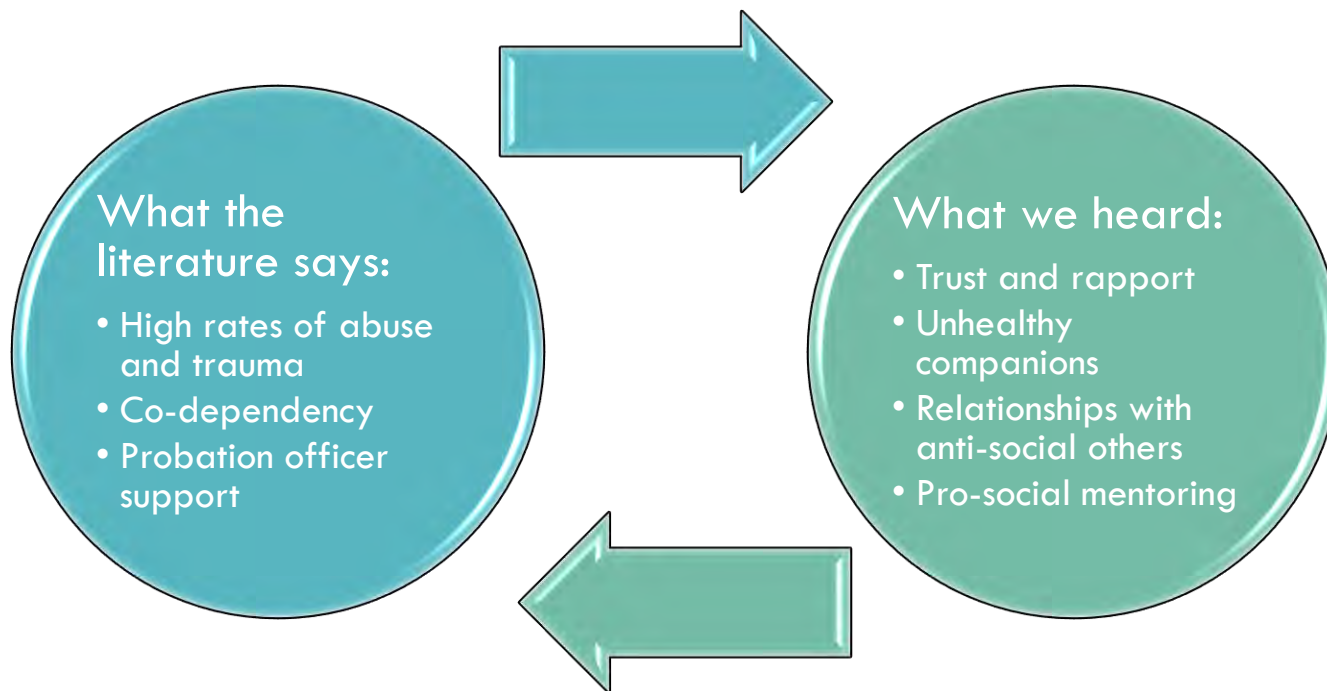 What the
literature says:
• High rates of abuse
and trauma
• Co-dependency
• Probation officer
support
What we heard:
• Trust and rapport
• Unhealthy
companions
• Relationships with
anti-social others
• Pro-social mentoring